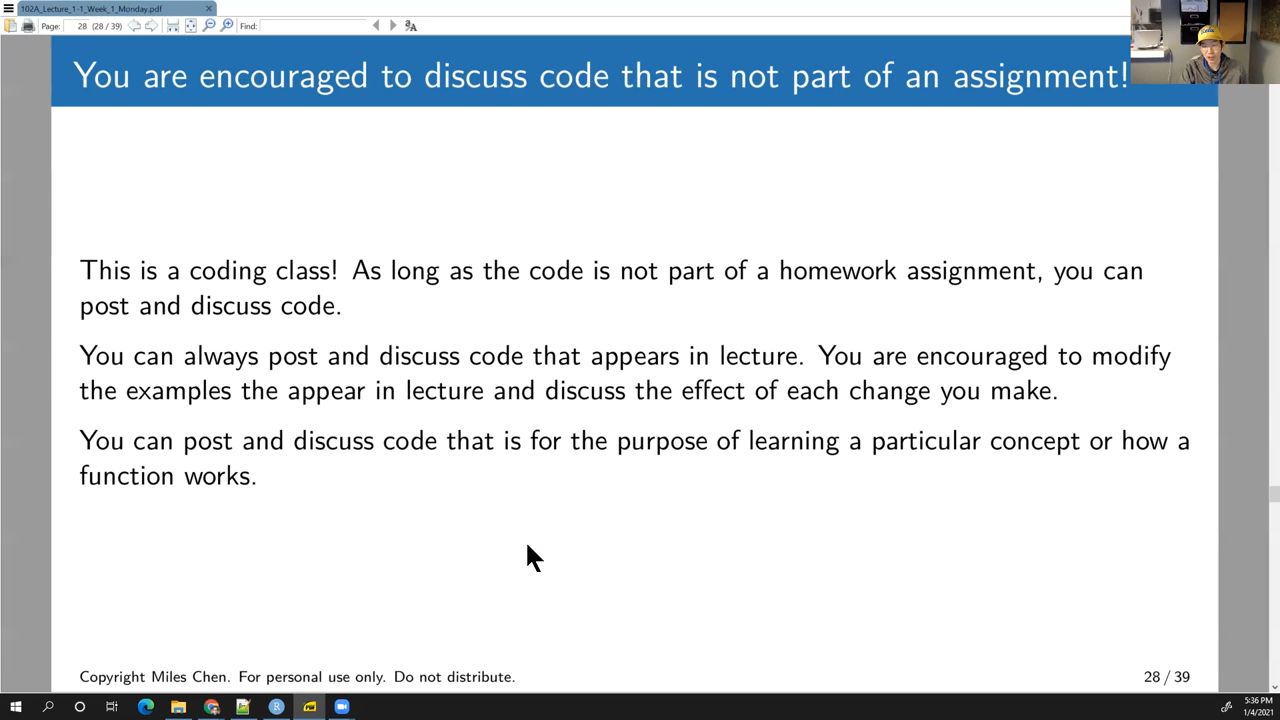 102A_Lecture_1-1_Week_1_Monday.pdf
Page: 28 (28 / 39) Find:
You are encouraged to discuss code that is not part of an assignment!
This is a coding class! As long as the code is not part of a homework assignment, you can
post and discuss code.
You can always post and discuss code that appears in lecture. You are encouraged to modify
the examples the appear in lecture and discuss the effect of each change you make.
You can post and discuss code that is for the purpose of learning a particular concept or how a
function works.
Copyright Miles Chen. For personal use only. Do not distribute.
28 / 39
5:36 PM
1/4/2021